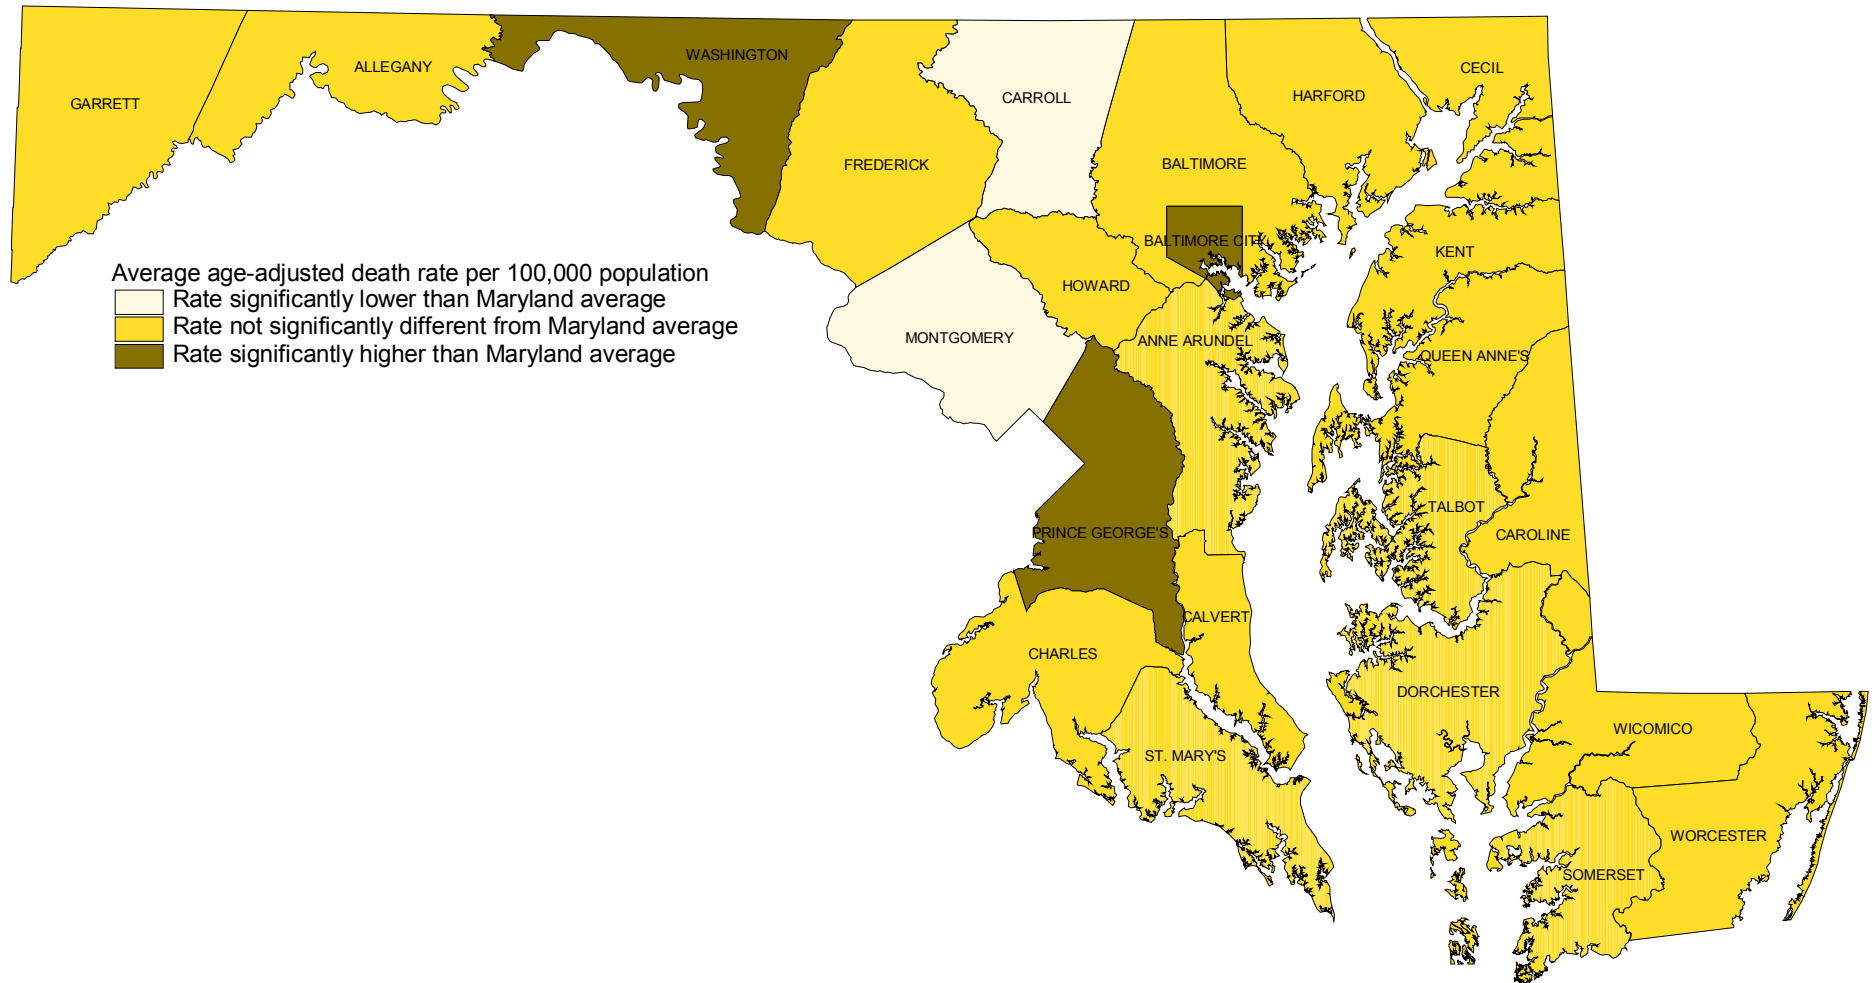 WASHINGTON
ALLEGANY
CECIL
GARRETT
CARROLL
HARFORD
FREDERICK
BALTIMORE
BALTIMORE CITY
KENT
Average age-adjusted death rate per 100,000 population
Rate significantly lower than Maryland average
Rate not significantly different from Maryland average
Rate significantly higher than Maryland average
HOWARD
MONTGOMERY
ANNE ARUNDEL
QUEEN ANNE'S
TALBOT
PRINCE GEORGE'S
CAROLINE
CALVERT
CHARLES
DORCHESTER
WICOMICO
ST. MARY'S
WORCESTER
SOMERSET